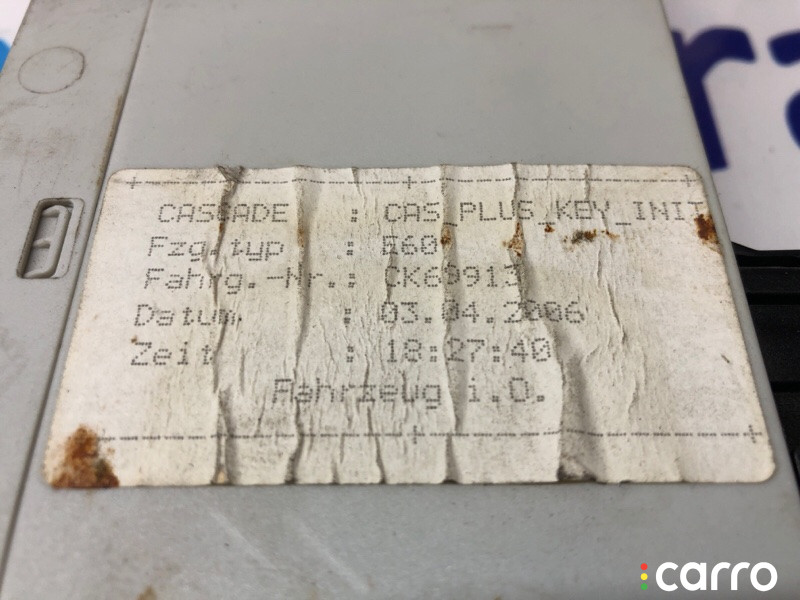 CASCADE : CAS_PLUS_KEY_INIT
Fzg.typ : E60
Fahrg.-Nr.: CK69913
Datum : 03.04.2006
Zeit : 18:27:40
Fahrzeug i.O.
carro